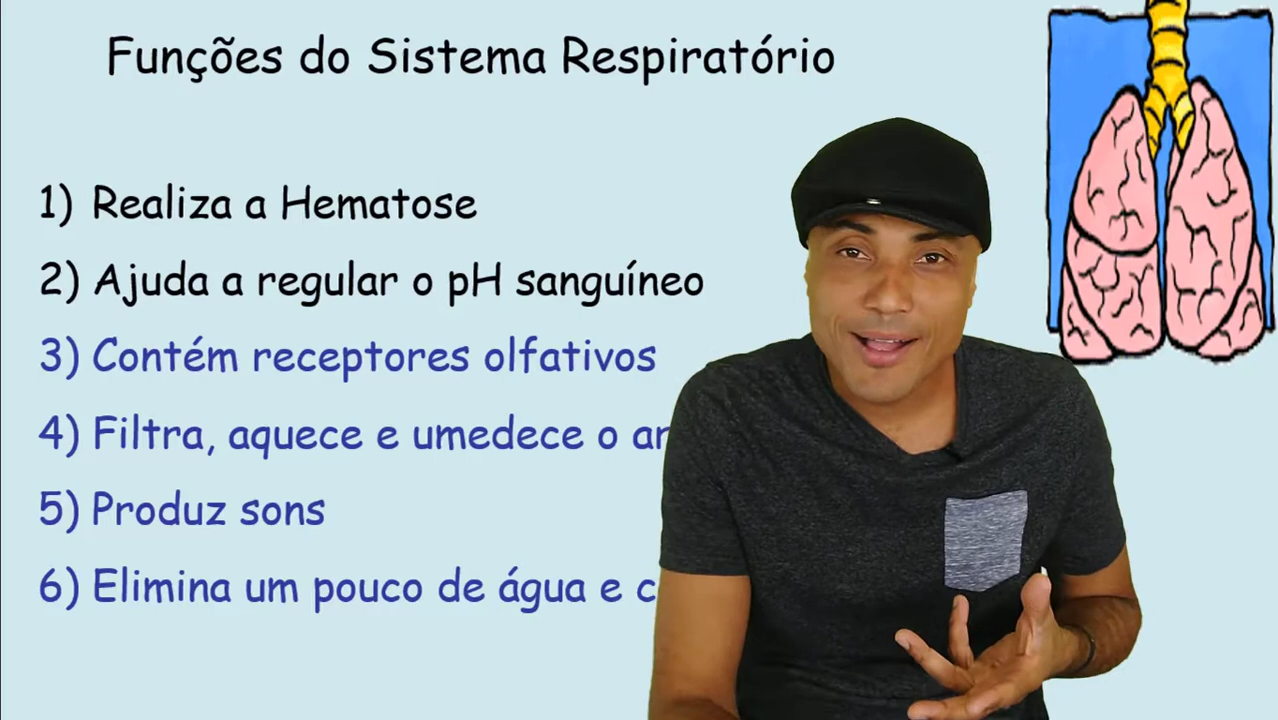 Funções do Sistema Respiratório
1) Realiza a Hematose
2) Ajuda a regular o pH sanguíneo
3) Contém receptores olfativos
4) Filtra, aquece e umedece o ar
5) Produz sons
6) Elimina um pouco de água e